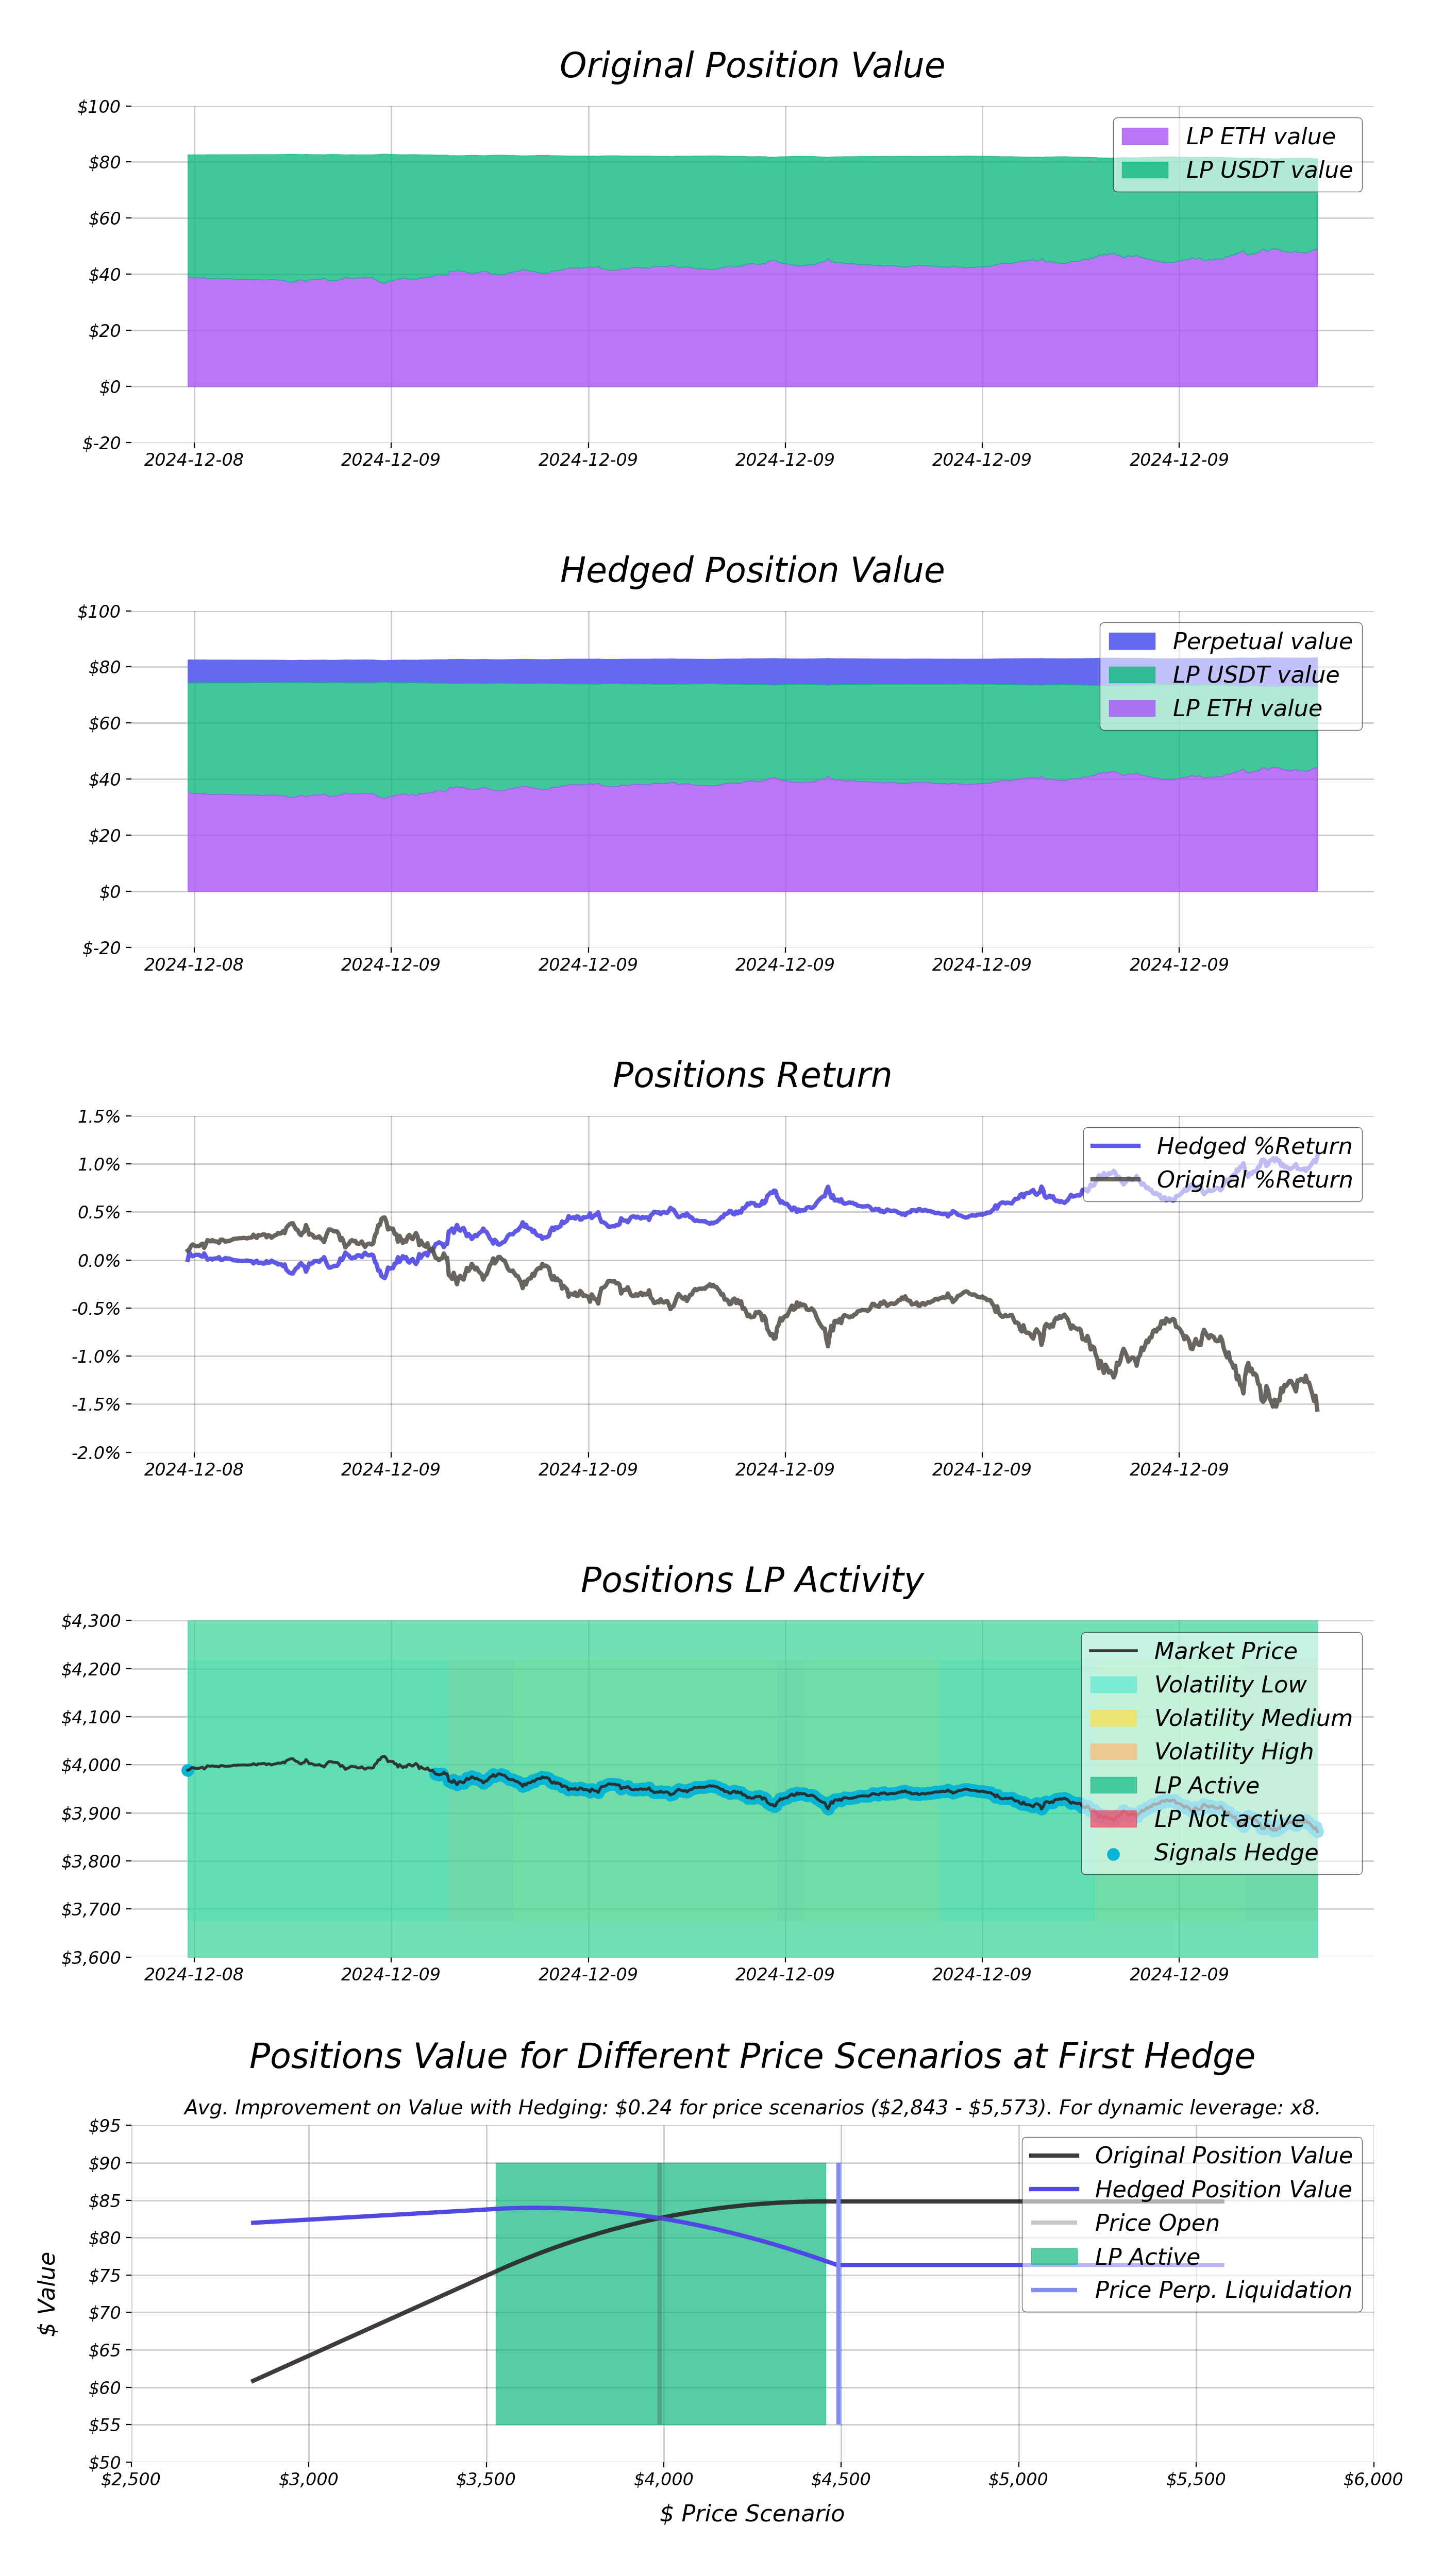 Original Position Value
$100
$80
$60
$40
$20
$0
$-20
LP ETH value
LP USDT value
2024-12-08 2024-12-09 2024-12-09 2024-12-09 2024-12-09 2024-12-09
Hedged Position Value
$100
$80
$60
$40
$20
$0
$-20
Perpetual value
LP USDT value
LP ETH value
2024-12-08 2024-12-09 2024-12-09 2024-12-09 2024-12-09 2024-12-09
Positions Return
1.5%
1.0%
0.5%
0.0%
-0.5%
-1.0%
-1.5%
-2.0%
Hedged %Return
Original %Return
2024-12-08 2024-12-09 2024-12-09 2024-12-09 2024-12-09 2024-12-09
Positions LP Activity
$4,300
$4,200
$4,100
$4,000
$3,900
$3,800
$3,700
$3,600
Market Price
Volatility Low
Volatility Medium
Volatility High
LP Active
LP Not active
Signals Hedge
2024-12-08 2024-12-09 2024-12-09 2024-12-09 2024-12-09 2024-12-09
Positions Value for Different Price Scenarios at First Hedge
Avg. Improvement on Value with Hedging: $0.24 for price scenarios ($2,843 - $5,573). For dynamic leverage: x8.
$ Value
$95
$90
$85
$80
$75
$70
$65
$60
$55
$50
Original Position Value
Hedged Position Value
Price Open
LP Active
Price Perp. Liquidation
$2,500 $3,000 $3,500 $4,000 $4,500 $5,000 $5,500 $6,000
$ Price Scenario